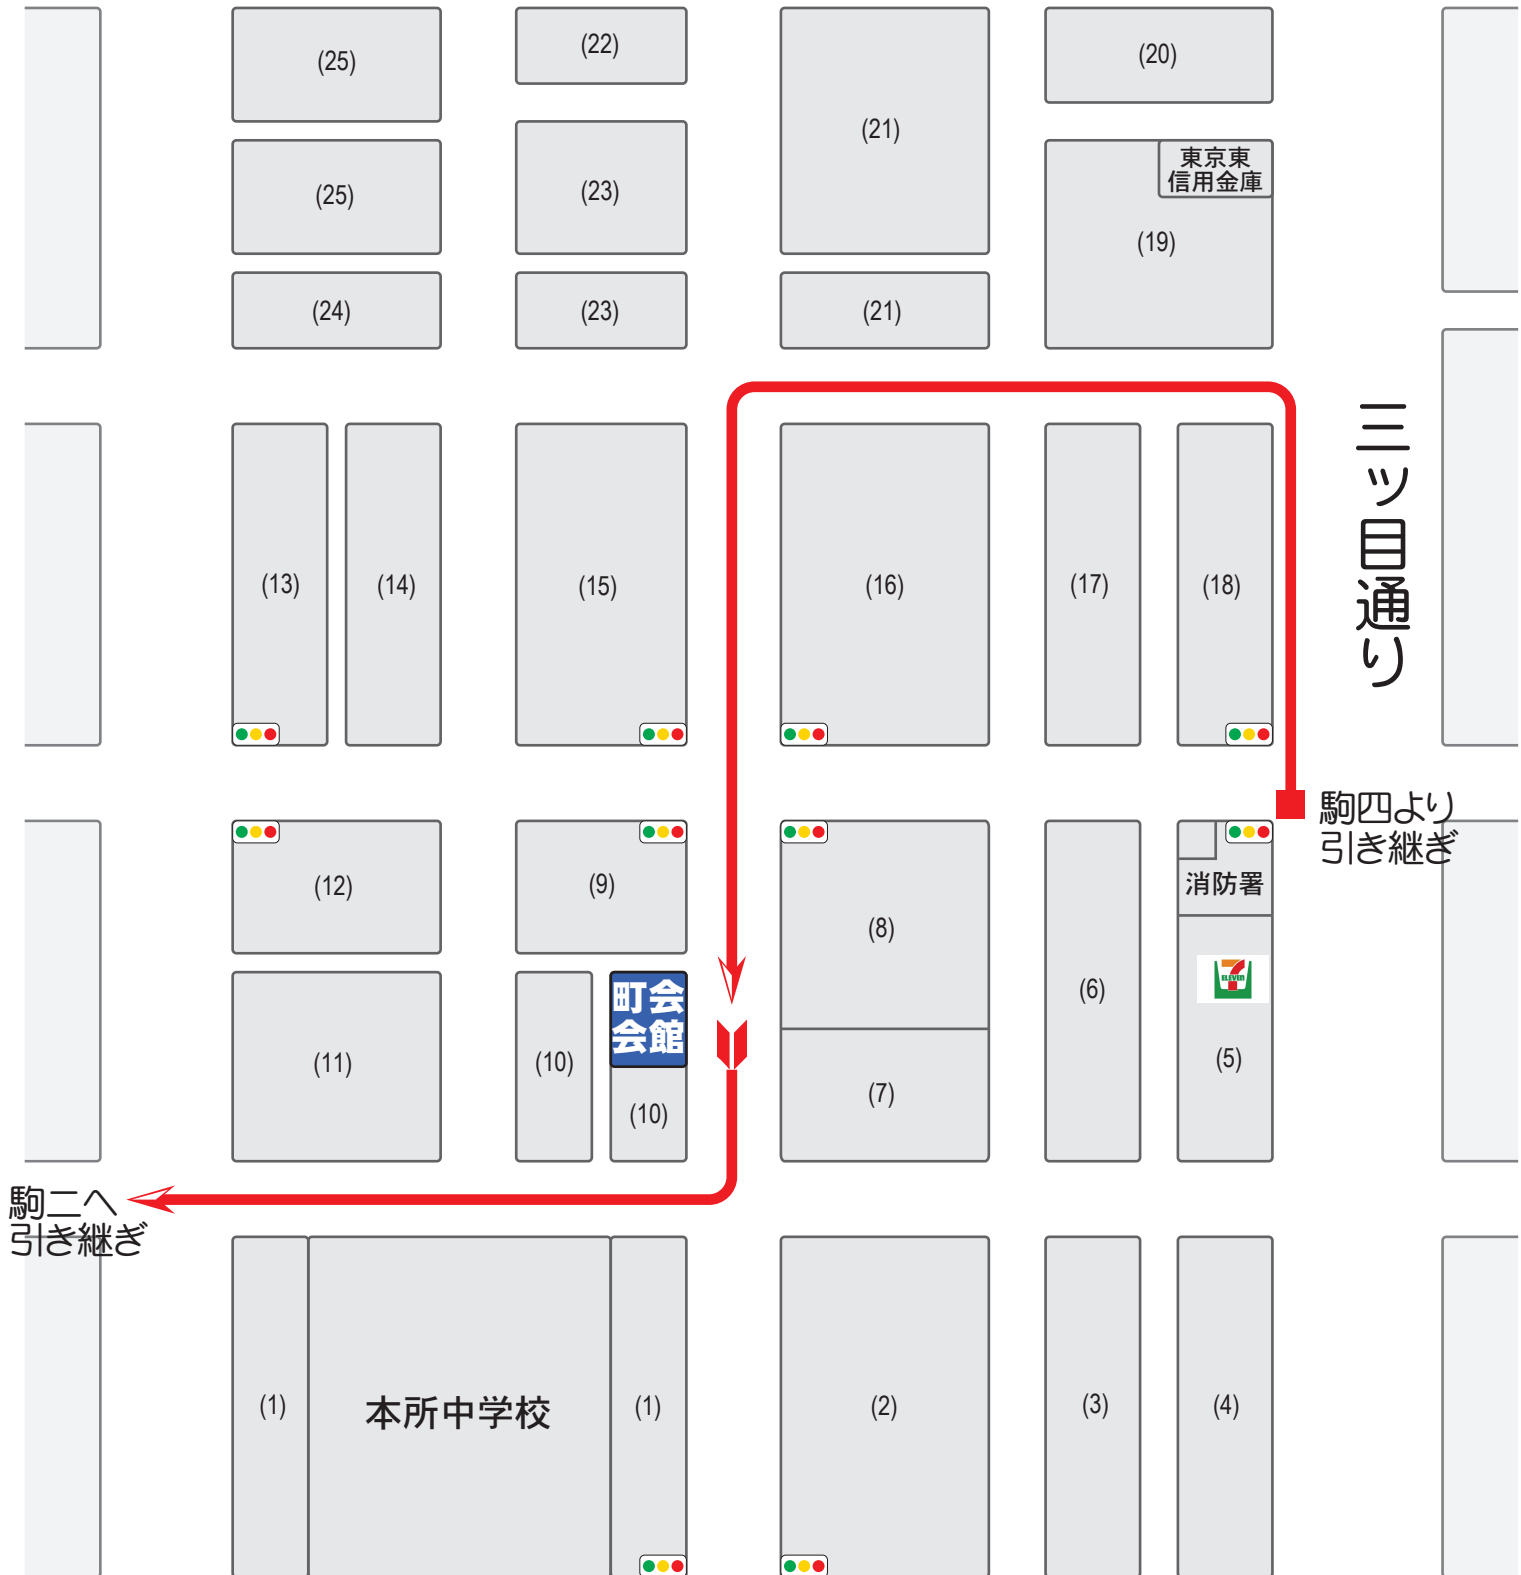 (25)
(22)
(21)
(20)
東京東
信用金庫
(25)
(23)
(19)
(24)
(23)
(21)
三ッ目通り
(13)
(14)
(15)
(16)
(17)
(18)
駒四より
引き継ぎ
(12)
(9)
(8)
(6)
消防署
7
ELEVEn
(5)
町会
会館
(11)
(10)
(10)
(7)
駒二へ
引き継ぎ
(1)
本所中学校
(1)
(2)
(3)
(4)